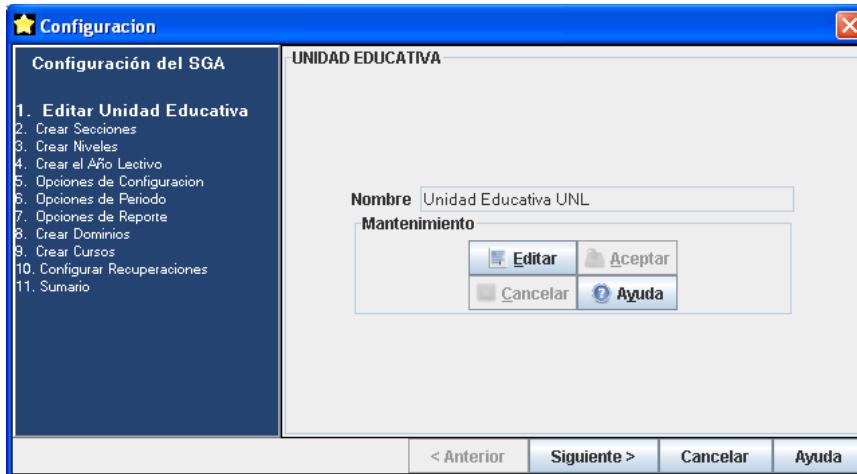 Configuracion
Configuración del SGA
1. Editar Unidad Educativa
2. Crear Secciones
3. Crear Niveles
4. Crear el Año Lectivo
5. Opciones de Configuracion
6. Opciones de Periodo
7. Opciones de Reporte
8. Crear Dominios
9. Crear Cursos
10. Configurar Recuperaciones
11. Sumario
UNIDAD EDUCATIVA
Nombre Unidad Educativa UNL
Mantenimiento
Editar Aceptar
Cancelar Ayuda
< Anterior Siguiente > Cancelar Ayuda